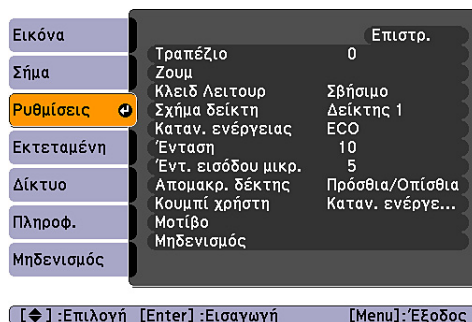 Εικόνα
Σήμα
Ρυθμίσεις
Εκτεταμένη
Δίκτυο
Πληροφ.
Μηδενισμός
Επιστρ.
Τραπέζιο 0
Ζουμ
Κλειδ Λειτουρ Σβήσιμο
Σχήμα δείκτη Δείκτης 1
Καταν. ενέργειας ECO
Ένταση 10
Έντ. εισόδου μικρ. 5
Απομακρ. δέκτης Πρόσθια/Οπίσθια
Κουμπί χρήστη Καταν. ενέργε...
Μοτίβο
Μηδενισμός
[◆] :Επιλογή [Enter] :Εισαγωγή [Menu]:Έξοδος